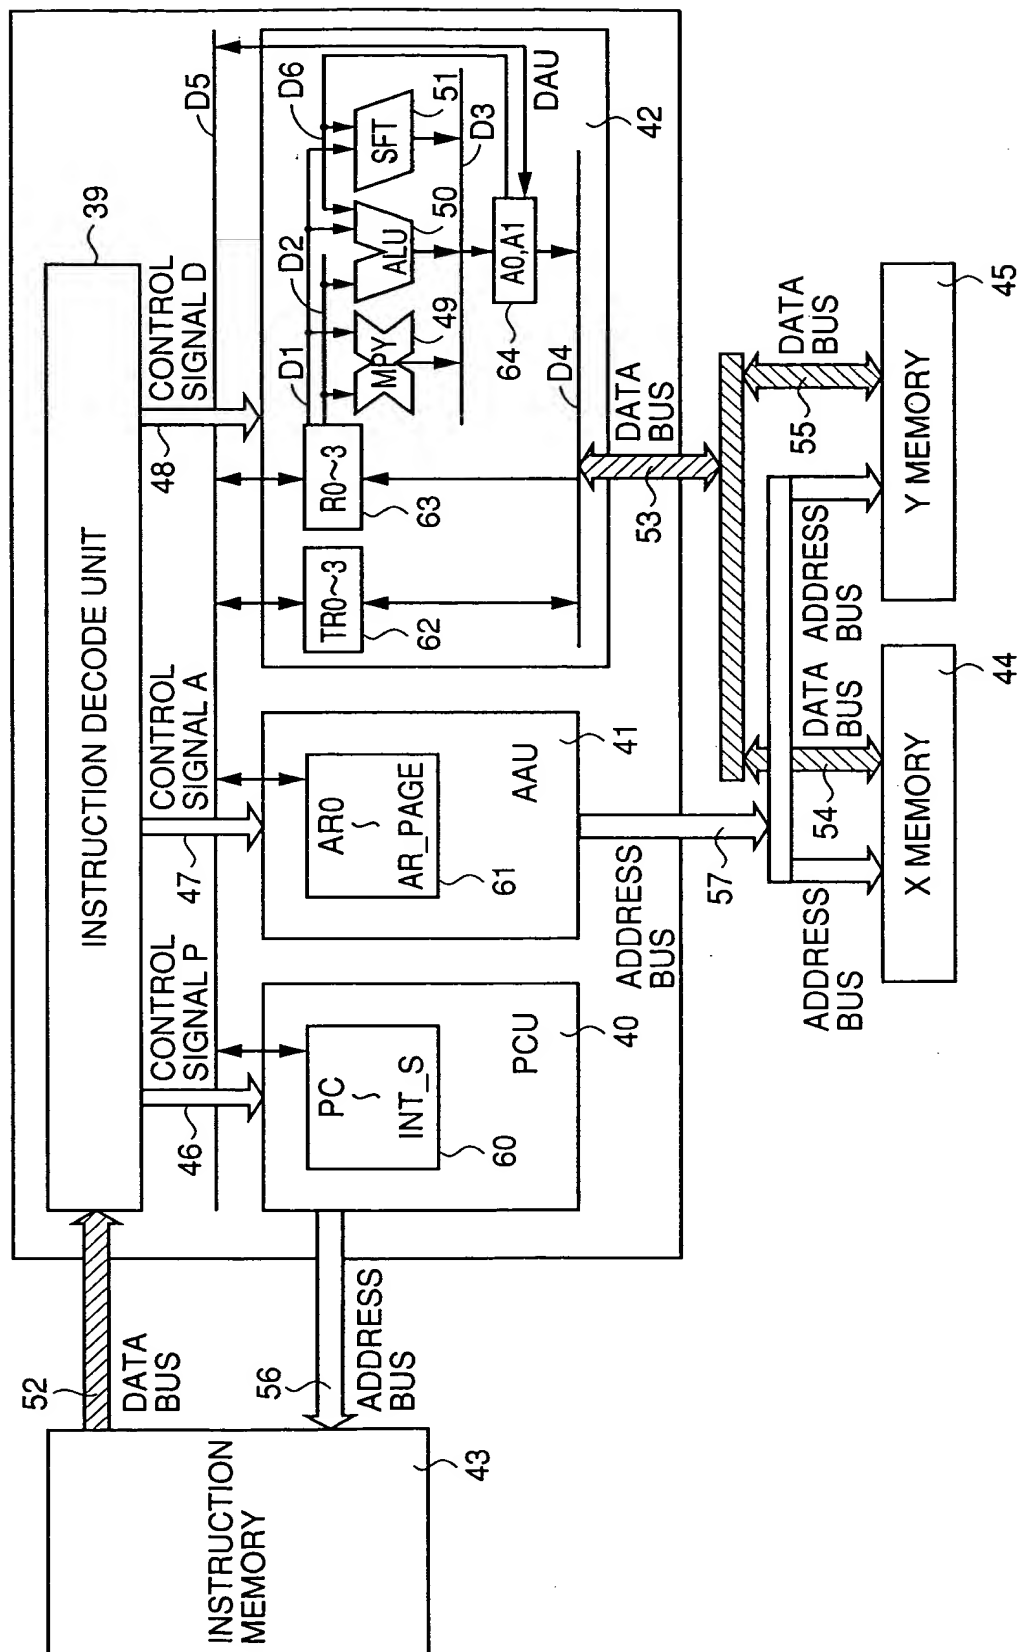 INSTRUCTION
MEMORY
43
52
DATA
BUS
56
ADDRESS
BUS
INSTRUCTION DECODE UNIT
39
CONTROL
SIGNAL P
46
CONTROL
SIGNAL A
47
CONTROL
SIGNAL D
48
D5
PC
INT_S
60
PCU
40
AR0
AR_PAGE
61
AAU
41
TR0~3
62
R0~3
63
D1
D2
D6
MPY
49
ALU
50
SFT
51
D3
A0,A1
64
D4
DAU
42
ADDRESS
BUS
57
DATA
BUS
53
ADDRESS
BUS
54
DATA
BUS
ADDRESS
BUS
55
DATA
BUS
X MEMORY
44
Y MEMORY
45